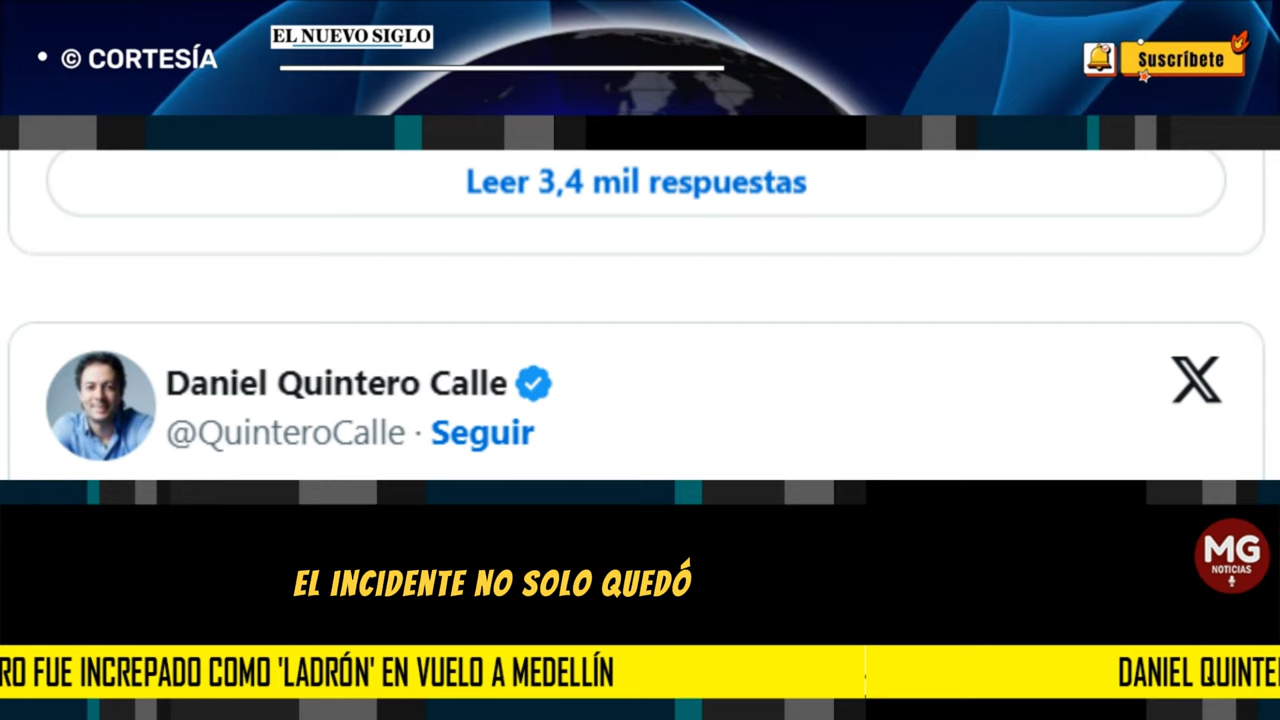 EL NUEVO SIGLO
• © CORTESÍA
Suscríbete
Leer 3,4 mil respuestas
Daniel Quintero Calle
@QuinteroCalle · Seguir
EL INCIDENTE NO SOLO QUEDÓ
MG
NOTICIAS
RO FUE INCREPADO COMO 'LADRÓN' EN VUELO A MEDELLÍN
DANIEL QUINTE